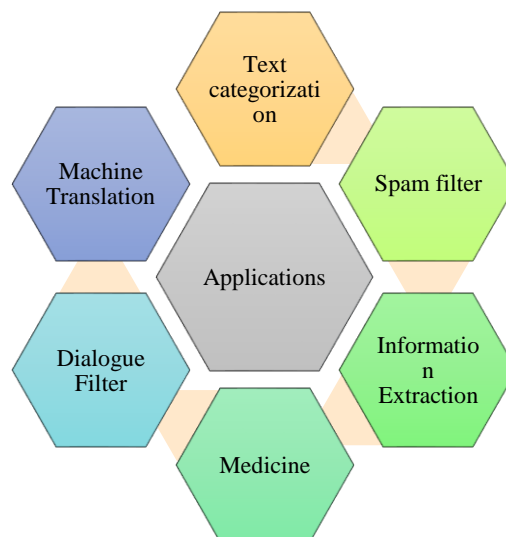 Text
categorizati
on
Machine
Translation
Spam filter
Applications
Dialogue
Filter
Informatio
n
Extraction
Medicine